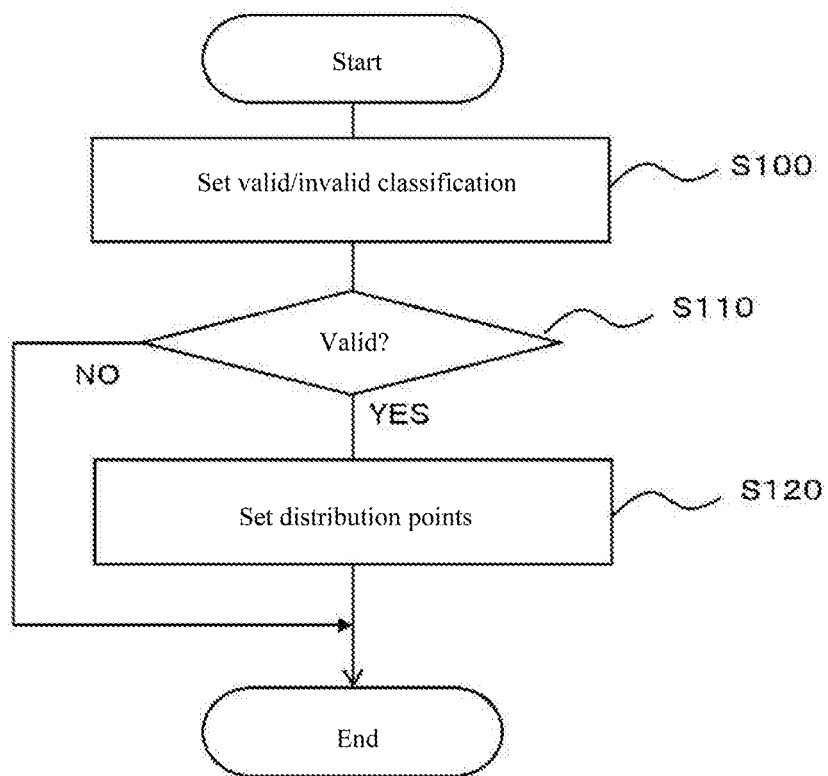 Start
Set valid/invalid classification
S100
Valid?
S110
NO
YES
Set distribution points
S120
End